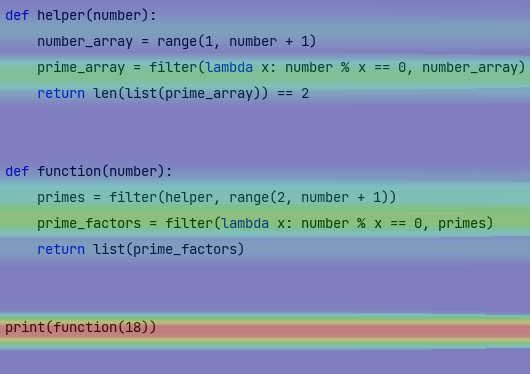 def helper(number):
    number_array = range(1, number + 1)
    prime_array = filter(lambda x: number % x == 0, number_array)
    return len(list(prime_array)) == 2
def function(number):
    primes = filter(helper, range(2, number + 1))
    prime_factors = filter(lambda x: number % x == 0, primes)
    return list(prime_factors)
print(function(18))